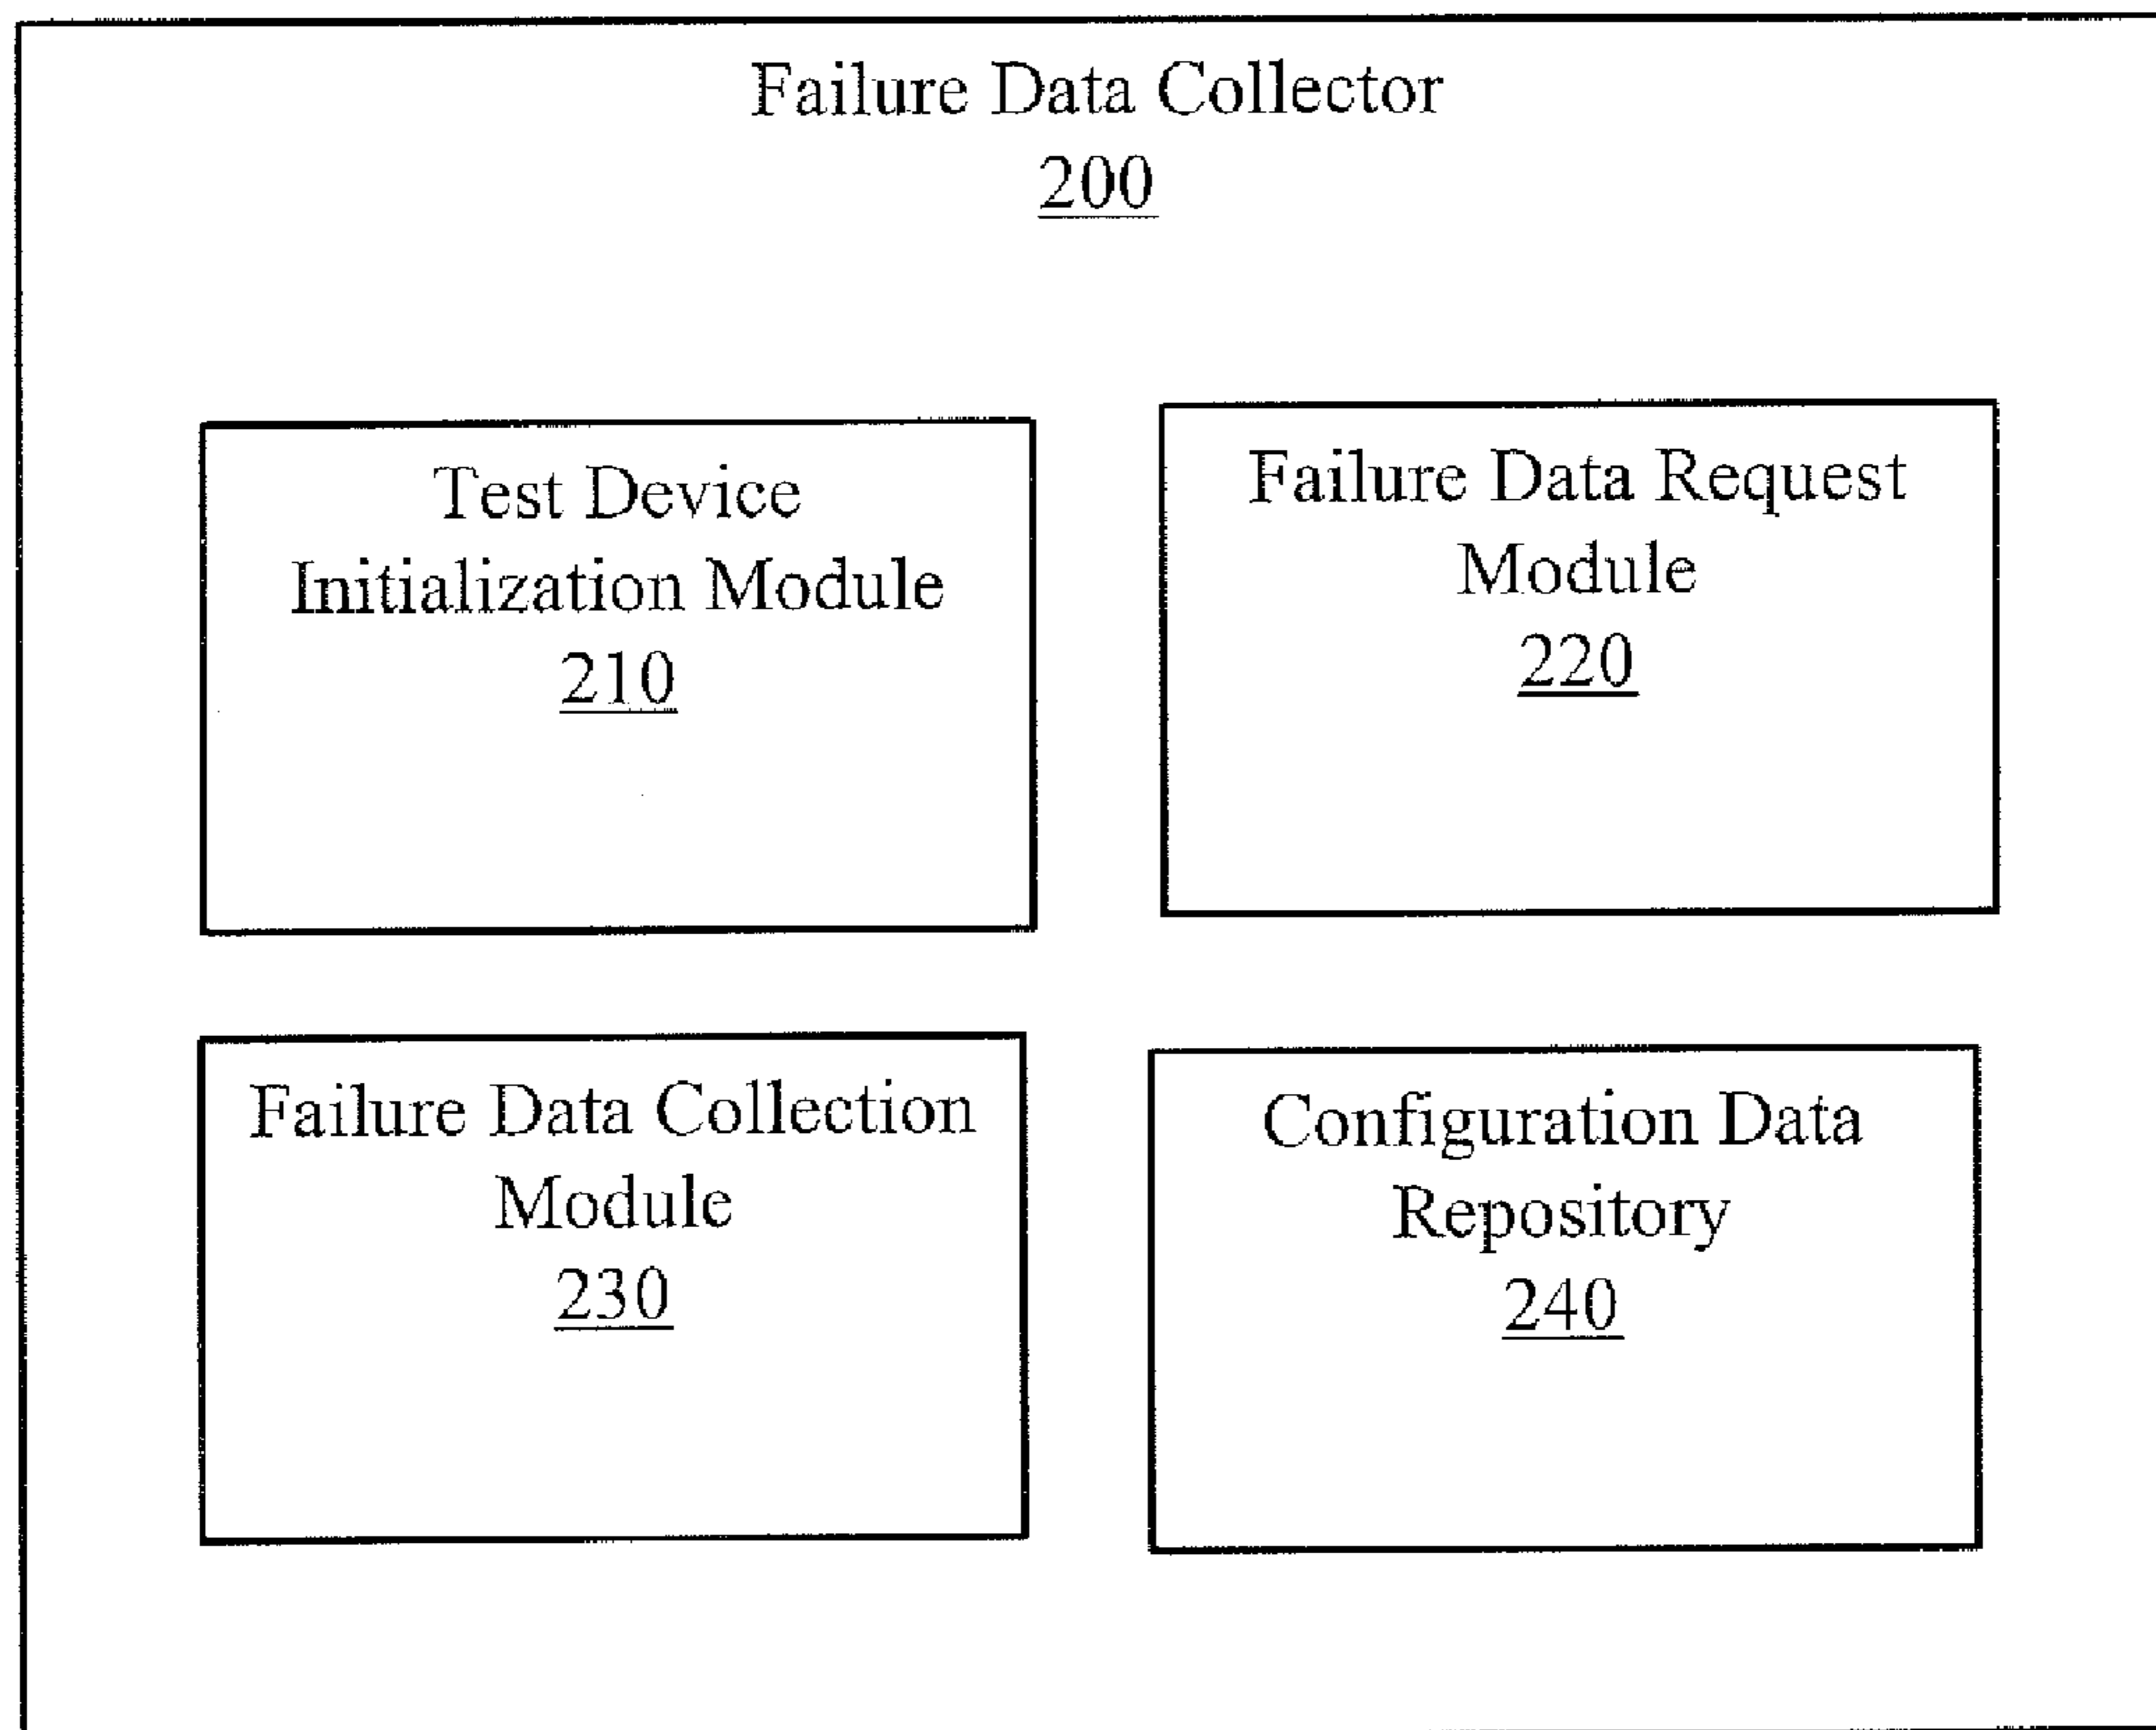 Failure Data Collector
200
Test Device
Initialization Module
210
Failure Data Request
Module
220
Failure Data Collection
Module
230
Configuration Data
Repository
240